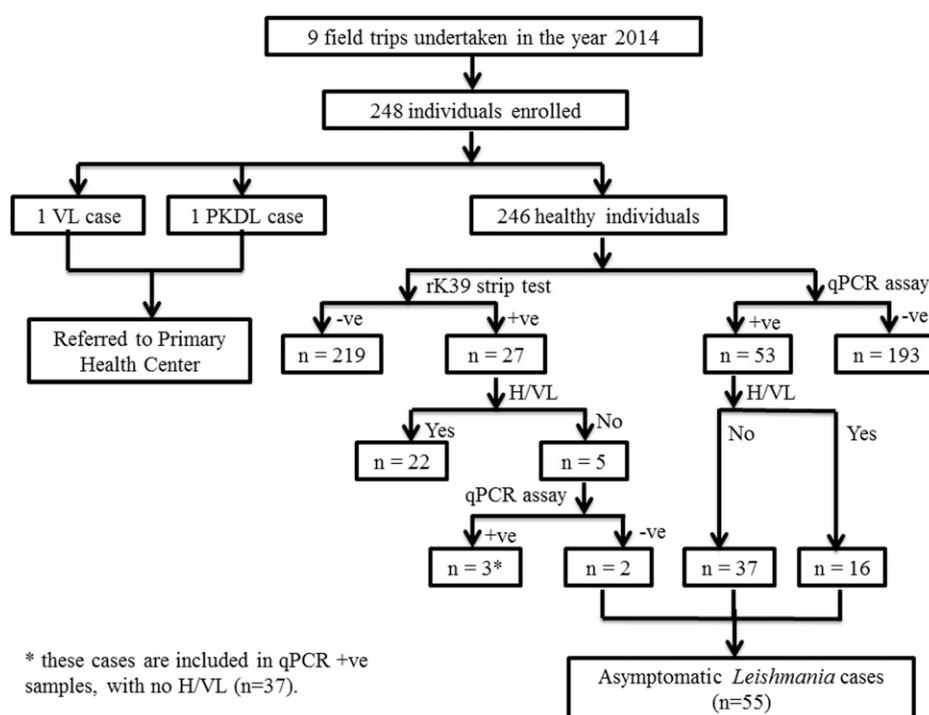 9 field trips undertaken in the year 2014
248 individuals enrolled
1 VL case
1 PKDL case
246 healthy individuals
Referred to Primary
Health Center
rK39 strip test
qPCR assay
-ve
+ve
+ve
-ve
n = 219
n = 27
n = 53
n = 193
H/VL
H/VL
Yes
No
No
Yes
n = 22
n = 5
qPCR assay
+ve
-ve
n = 3*
n = 2
n = 37
n = 16
* these cases are included in qPCR +ve
samples, with no H/VL (n=37).
Asymptomatic Leishmania cases
(n=55)